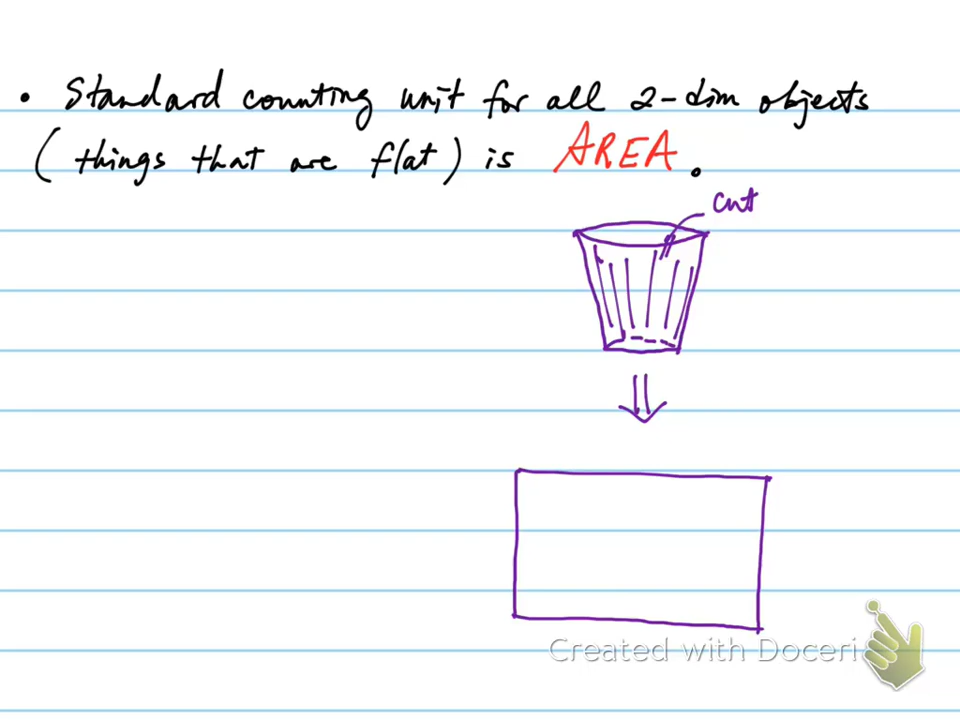 • Standard counting unit for all 2-dim objects
(things that are flat) is AREA.
cut
Created with Doceri